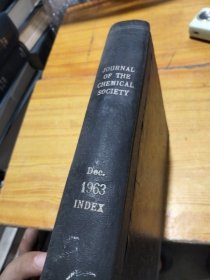 JOURNAL
OF THE
CHEMICAL
SOCIETY
Dec.
1963
INDEX